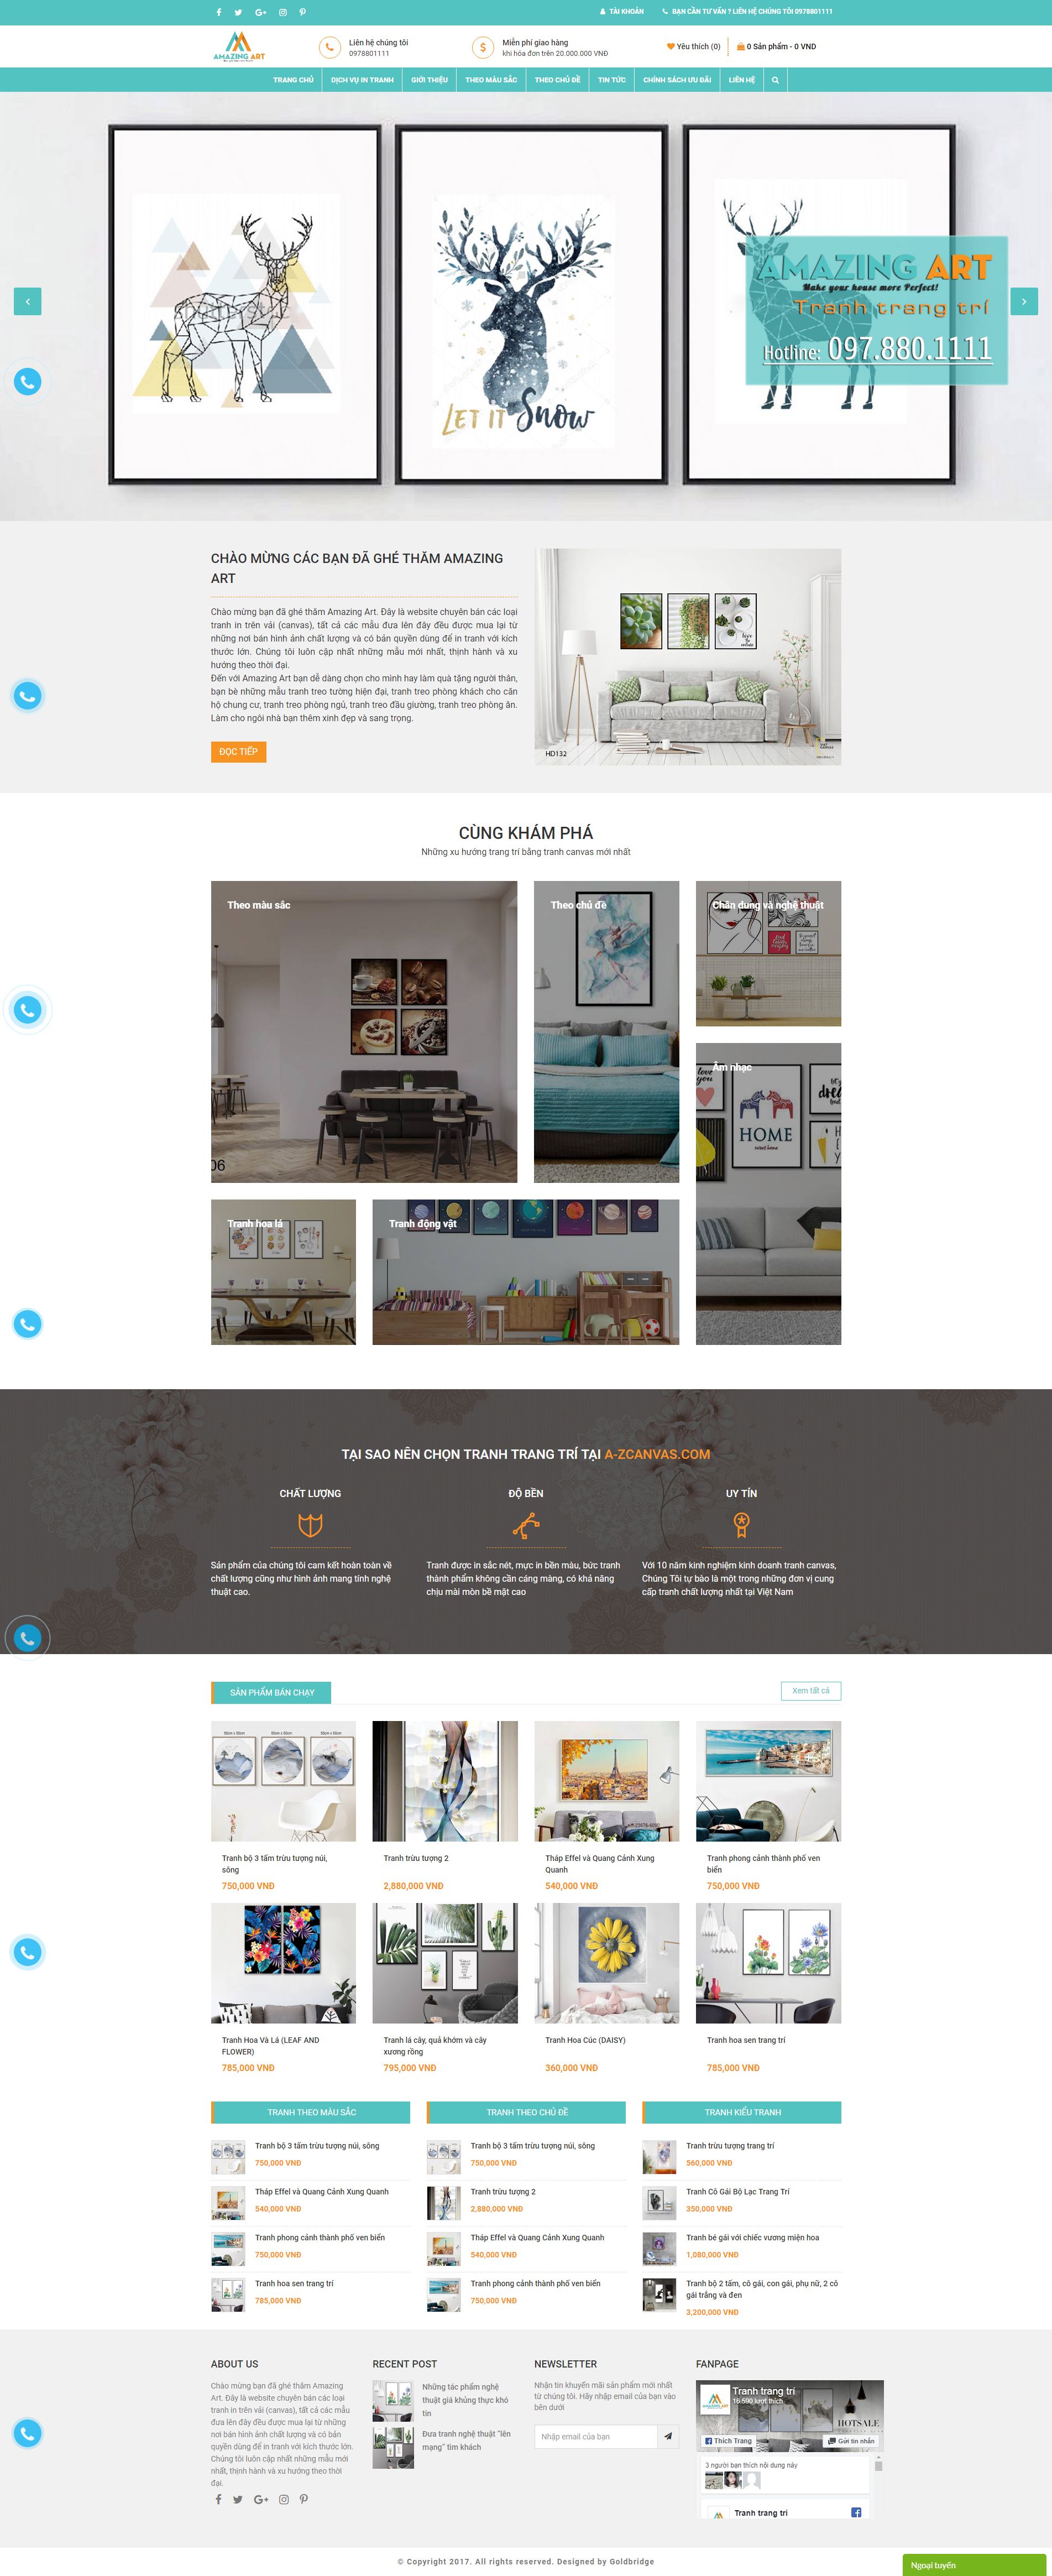 TÀI KHOẢN
BẠN CẦN TƯ VẤN ? LIÊN HỆ CHÚNG TÔI 0978801111
AMAZING ART
Liên hệ chúng tôi
0978801111
Miễn phí giao hàng
khi hóa đơn trên 20.000.000 VNĐ
Yêu thích (0)
0 Sản phẩm - 0 VND
TRANG CHỦ
DỊCH VỤ IN TRANH
GIỚI THIỆU
THEO MÀU SẮC
THEO CHỦ ĐỀ
TIN TỨC
CHÍNH SÁCH ƯU ĐÃI
LIÊN HỆ
LET IT Snow
AMAZING ART
Make your house more Perfect!
Tranh trang trí
Hotline: 097.880.1111
CHÀO MỪNG CÁC BẠN ĐÃ GHÉ THĂM AMAZING
ART
Chào mừng bạn đã ghé thăm Amazing Art. Đây là website chuyên bán các loại
tranh in trên vải (canvas), tất cả các mẫu đưa lên đây đều được mua lại từ
những nơi bán hình ảnh chất lượng và có bản quyền dùng để in tranh với kích
thước lớn. Chúng tôi luôn cập nhất những mẫu mới nhất, thịnh hành và xu
hướng theo thời đại.
Đến với Amazing Art bạn dễ dàng chọn cho mình hay làm quà tặng người thân,
bạn bè những mẫu tranh treo tường hiện đại, tranh treo phòng khách cho căn
hộ chung cư, tranh treo phòng ngủ, tranh treo đầu giường, tranh treo phòng ăn.
Làm cho ngôi nhà bạn thêm xinh đẹp và sang trọng.
ĐỌC TIẾP
HD132
CÙNG KHÁM PHÁ
Những xu hướng trang trí bằng tranh canvas mới nhất
Theo màu sắc
06
Theo chủ đề
Chân dung và nghệ thuật
Âm nhạc
HOME
sweet home
Tranh hoa lá
Tranh động vật
TẠI SAO NÊN CHỌN TRANH TRANG TRÍ TẠI A-ZCANVAS.COM
CHẤT LƯỢNG
Sản phẩm của chúng tôi cam kết hoàn toàn về
chất lượng cũng như hình ảnh mang tính nghệ
thuật cao.
ĐỘ BỀN
Tranh được in sắc nét, mực in bền màu, bức tranh
thành phẩm không cần cáng màng, có khả năng
chịu mài mòn bề mặt cao
UY TÍN
Với 10 năm kinh nghiệm kinh doanh tranh canvas,
Chúng Tôi tự bào là một trong những đơn vị cung
cấp tranh chất lượng nhất tại Việt Nam
SẢN PHẨM BÁN CHẠY
Xem tất cả
Tranh bộ 3 tấm trừu tượng núi,
sông
750,000 VNĐ
Tranh trừu tượng 2
2,880,000 VNĐ
Tháp Effel và Quang Cảnh Xung
Quanh
540,000 VNĐ
Tranh phong cảnh thành phố ven
biển
750,000 VNĐ
Tranh Hoa Và Lá (LEAF AND
FLOWER)
785,000 VNĐ
Tranh lá cây, quả khớm và cây
xương rồng
795,000 VNĐ
Tranh Hoa Cúc (DAISY)
360,000 VNĐ
Tranh hoa sen trang trí
785,000 VNĐ
TRANH THEO MÀU SẮC
Tranh bộ 3 tấm trừu tượng núi, sông
750,000 VNĐ
Tháp Effel và Quang Cảnh Xung Quanh
540,000 VNĐ
Tranh phong cảnh thành phố ven biển
750,000 VNĐ
Tranh hoa sen trang trí
785,000 VNĐ
TRANH THEO CHỦ ĐỀ
Tranh bộ 3 tấm trừu tượng núi, sông
750,000 VNĐ
Tranh trừu tượng 2
2,880,000 VNĐ
Tháp Effel và Quang Cảnh Xung Quanh
540,000 VNĐ
Tranh phong cảnh thành phố ven biển
750,000 VNĐ
TRANH KIỂU TRANH
Tranh trừu tượng trang trí
560,000 VNĐ
Tranh Cô Gái Bộ Lạc Trang Trí
350,000 VNĐ
Tranh bé gái với chiếc vương miện hoa
1,080,000 VNĐ
Tranh bộ 2 tấm, cô gái, con gái, phụ nữ, 2 cô
gái trắng và đen
3,200,000 VNĐ
ABOUT US
Chào mừng bạn đã ghé thăm Amazing
Art. Đây là website chuyên bán các loại
tranh in trên vải (canvas), tất cả các mẫu
đưa lên đây đều được mua lại từ những
nơi bán hình ảnh chất lượng và có bản
quyền dùng để in tranh với kích thước lớn.
Chúng tôi luôn cập nhất những mẫu mới
nhất, thịnh hành và xu hướng theo thời
đại.
RECENT POST
Những tác phẩm nghệ
thuật giá khủng thực khó
tin
Đưa tranh nghệ thuật “lên
mạng” tìm khách
NEWSLETTER
Nhận tin khuyến mãi sản phẩm mới nhất
từ chúng tôi. Hãy nhập email của bạn vào
bên dưới
Nhập email của bạn
FANPAGE
Tranh trang trí
16.590 lượt thích
HOTSALE
Thích Trang
Gửi tin nhắn
3 người bạn thích nội dung này
Tranh trang trí
© Copyright 2017. All rights reserved. Designed by Goldbridge
Ngoại tuyến